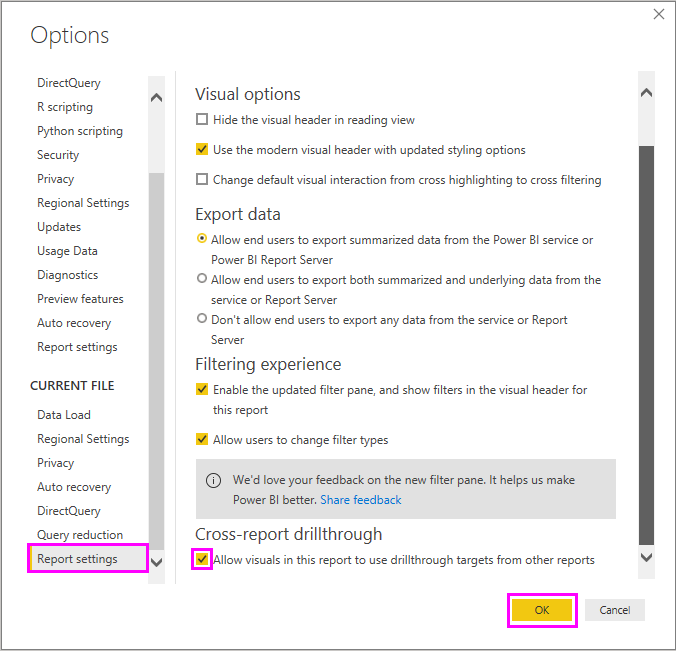 Options
DirectQuery
R scripting
Python scripting
Security
Privacy
Regional Settings
Updates
Usage Data
Diagnostics
Preview features
Auto recovery
Report settings
CURRENT FILE
Data Load
Regional Settings
Privacy
Auto recovery
DirectQuery
Query reduction
Report settings
Visual options
Hide the visual header in reading view
Use the modern visual header with updated styling options
Change default visual interaction from cross highlighting to cross filtering
Export data
Allow end users to export summarized data from the Power BI service or
Power BI Report Server
Allow end users to export both summarized and underlying data from the
service or Report Server
Don't allow end users to export any data from the service or Report
Server
Filtering experience
Enable the updated filter pane, and show filters in the visual header for
this report
Allow users to change filter types
We'd love your feedback on the new filter pane. It helps us make
Power BI better. Share feedback
Cross-report drillthrough
Allow visuals in this report to use drillthrough targets from other reports
OK
Cancel